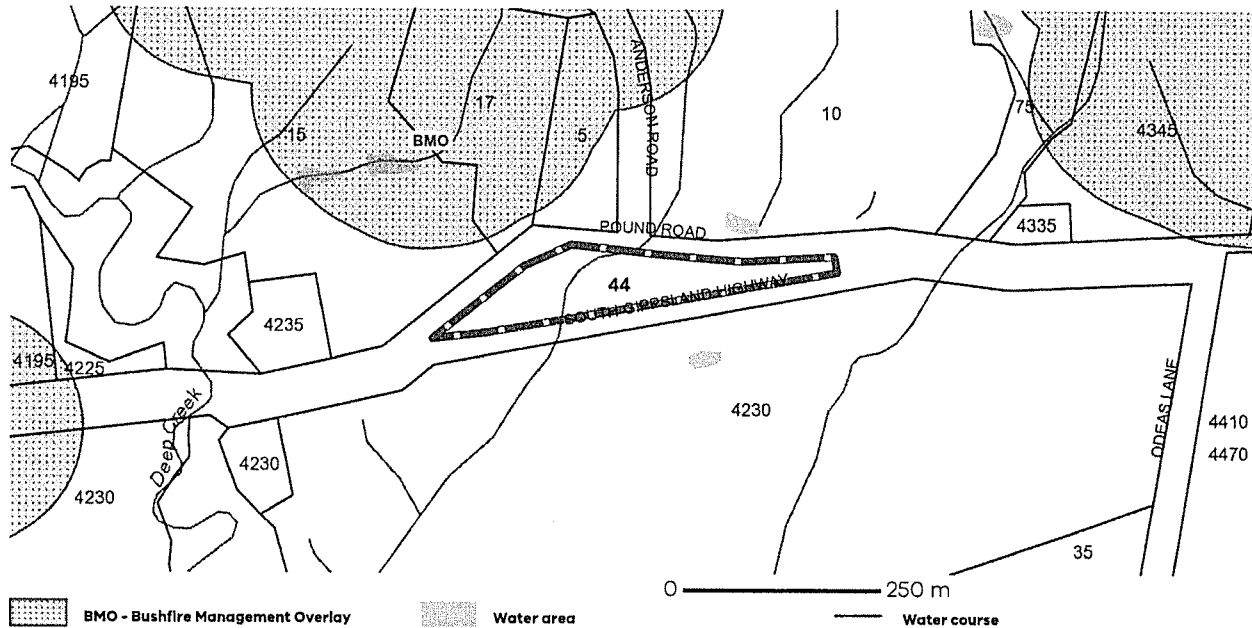 4195
15
17
BMO
5
ANDERSON ROAD
10
75
4345
POUND ROAD
4335
44
SOUTH GIPPSLAND HIGHWAY
4235
4195
4225
Deep Creek
4230
4230
4230
ODEAS LANE
4410
4470
35
0 250 m
BMO - Bushfire Management Overlay
Water area
Water course